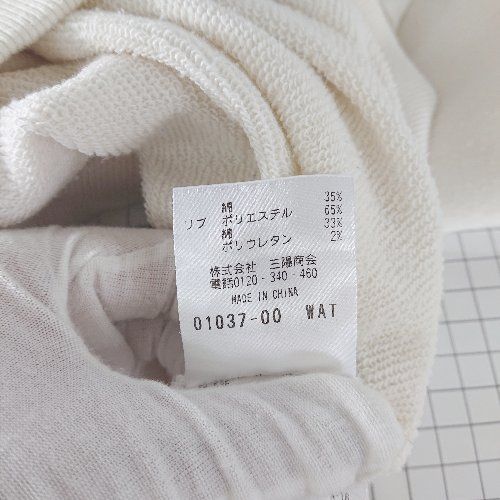 綿 35%
リブ ポリエステル 65%
綿 33%
ポリウレタン 2%
株式会社 三陽商会
電話0120-340-460
MADE IN CHINA
01037-00 WAT